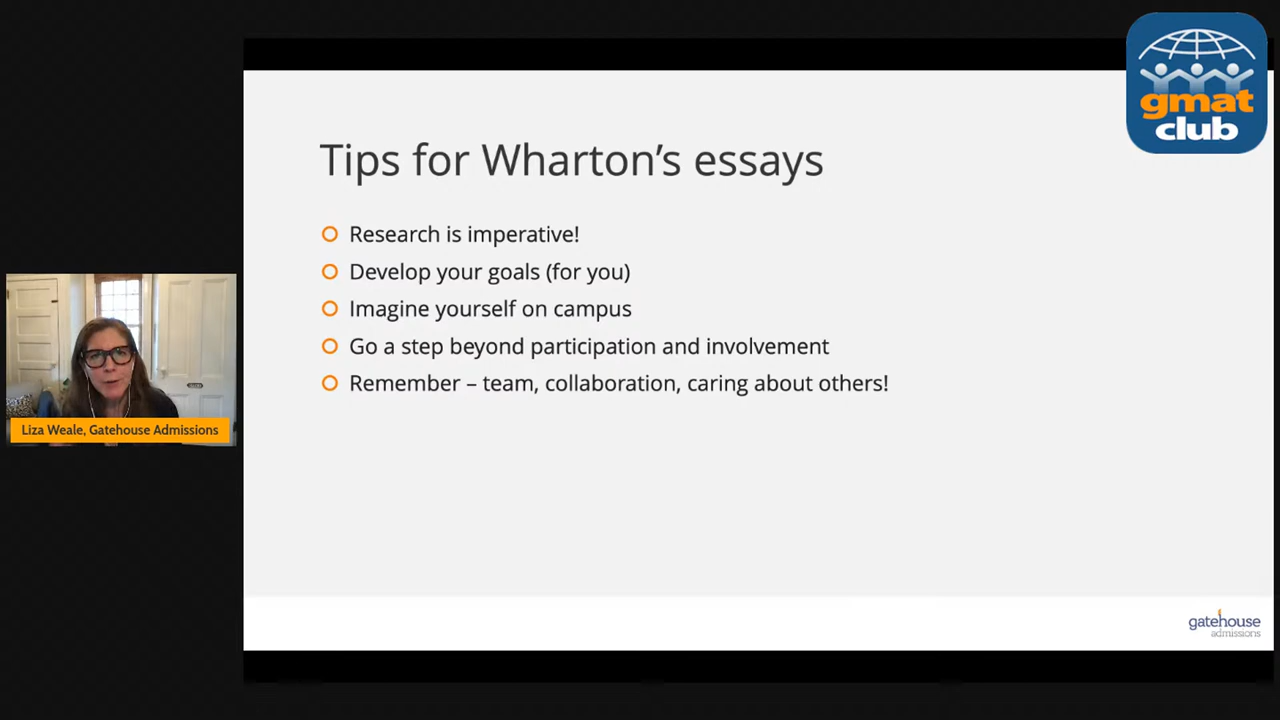 gmat
club
Tips for Wharton's essays
Research is imperative!
Develop your goals (for you)
Imagine yourself on campus
Go a step beyond participation and involvement
Remember – team, collaboration, caring about others!
Liza Weale, Gatehouse Admissions
gatehouse
admissions